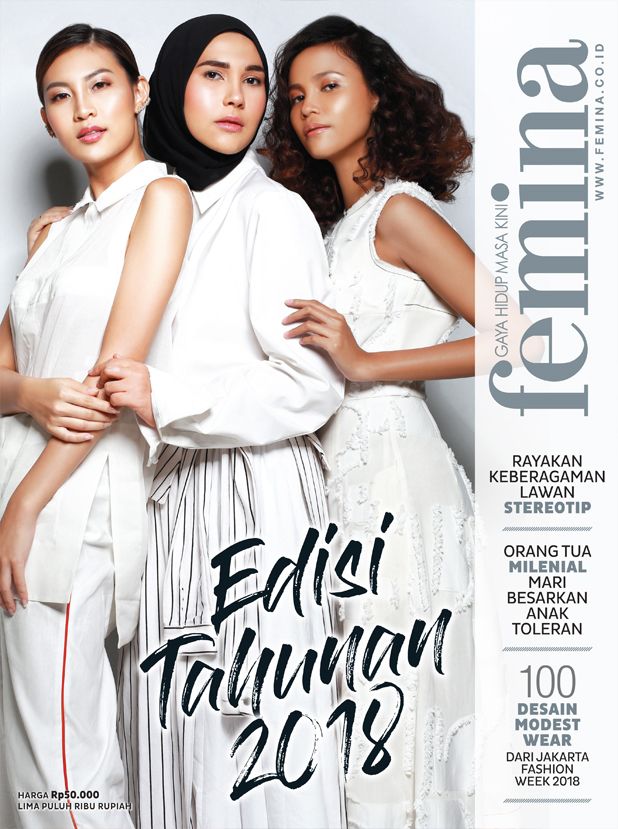 femina
GAYA HIDUP MASA KINI
WWW.FEMINA.CO.ID
RAYAKAN
KEBERAGAMAN
LAWAN
STEREOTIP
ORANG TUA
MILENIAL
MARI
BESARKAN
ANAK
TOLERAN
100
DESAIN
MODEST
WEAR
DARI JAKARTA
FASHION
WEEK 2018
Edisi
Tahunan
2018
HARGA Rp50.000
LIMA PULUH RIBU RUPIAH